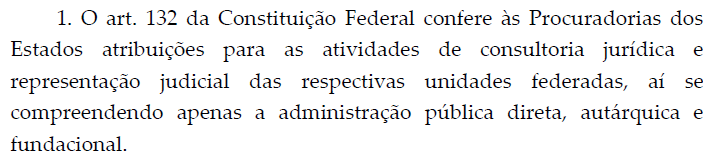 1. O art. 132 da Constituição Federal confere às Procuradorias dos
Estados atribuições para as atividades de consultoria jurídica e
representação judicial das respectivas unidades federadas, aí se
compreendendo apenas a administração pública direta, autárquica e
fundacional.